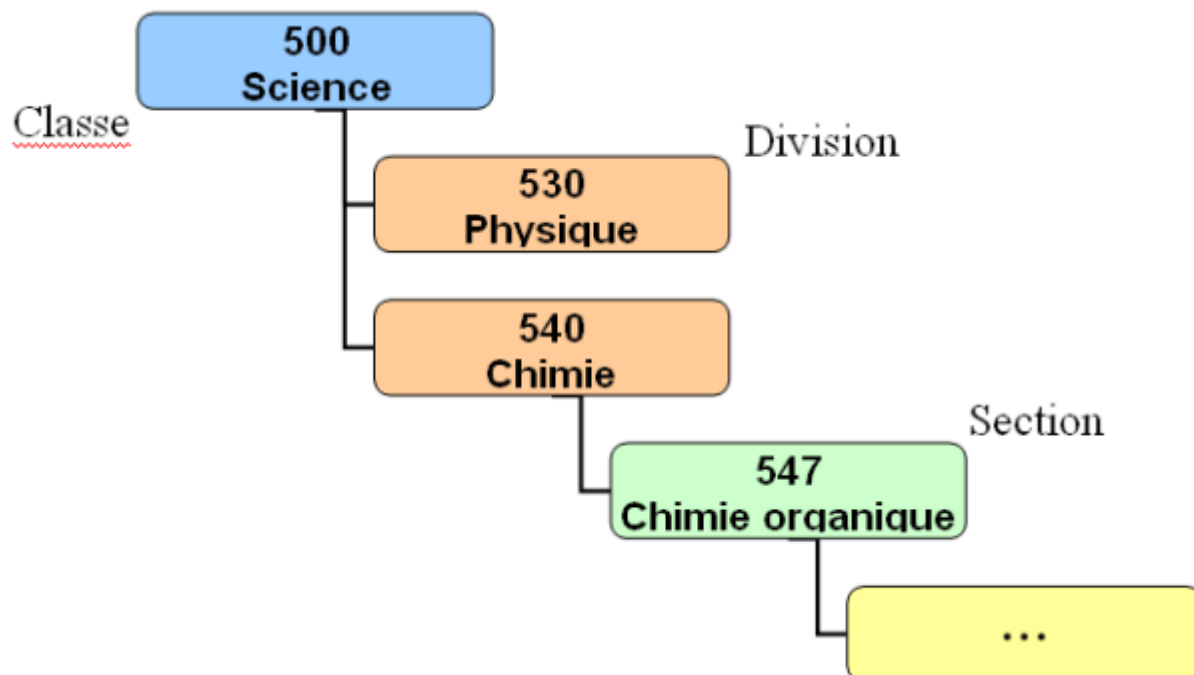 500
Science
Classe
Division
530
Physique
540
Chimie
Section
547
Chimie organique
...